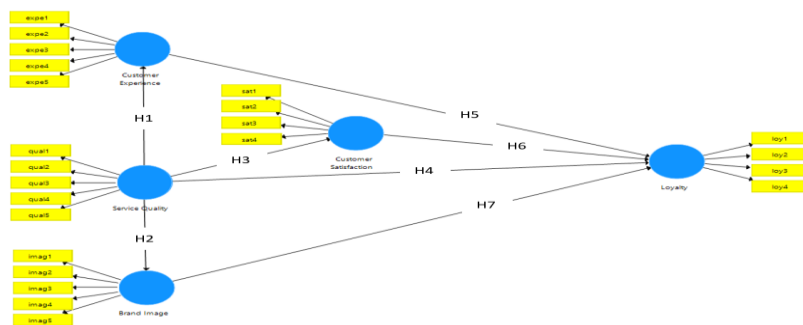 expe1
expe2
expe3
expe4
expe5
Customer
Experience
H1
sat1
sat2
sat3
sat4
Customer
Satisfaction
H5
H6
H3
H4
qual1
qual2
qual3
qual4
qual5
Service Quality
loy1
loy2
loy3
loy4
Loyalty
H7
H2
imag1
imag2
imag3
imag4
imag5
Brand Image